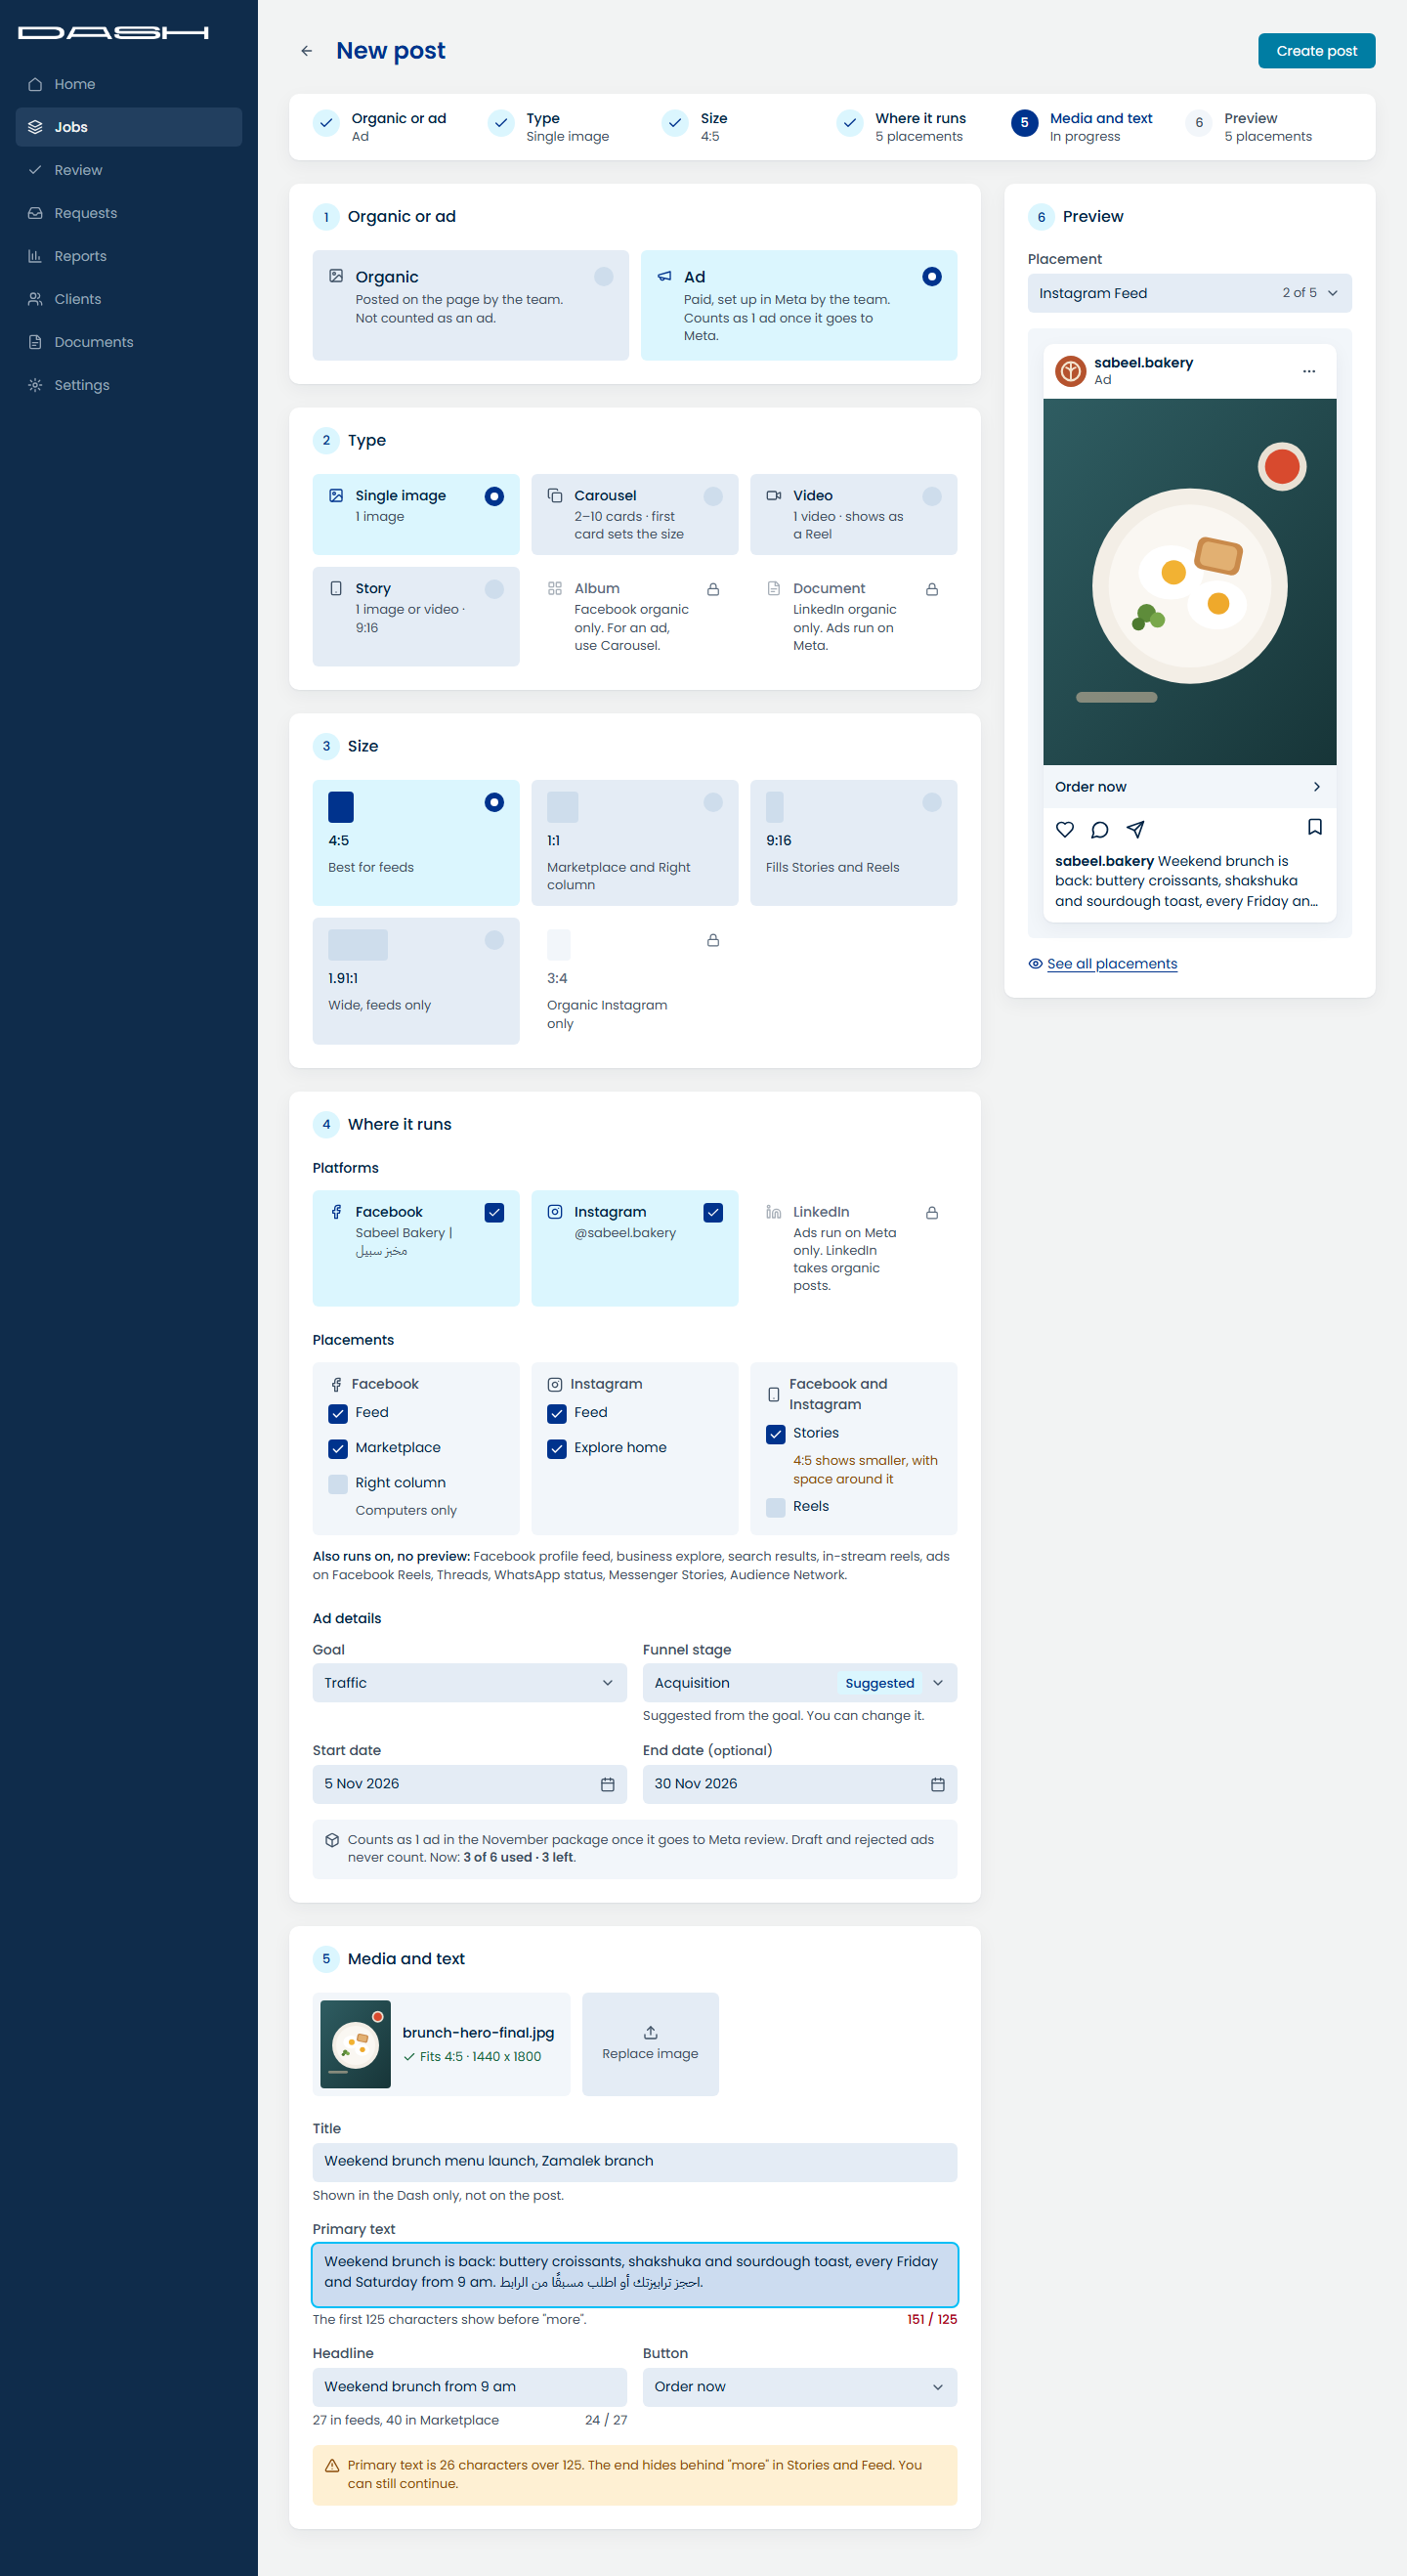 DASH
Home
Jobs
Review
Requests
Reports
Clients
Documents
Settings
New post
Create post
Organic or ad
Ad
Type
Single image
Size
4:5
Where it runs
5 placements
5
Media and text
In progress
6
Preview
5 placements
1
Organic or ad
Organic
Posted on the page by the team.
Not counted as an ad.
Ad
Paid, set up in Meta by the team.
Counts as 1 ad once it goes to
Meta.
2
Type
Single image
1 image
Carousel
2–10 cards · first
card sets the size
Video
1 video · shows as
a Reel
Story
1 image or video ·
9:16
Album
Facebook organic
only. For an ad,
use Carousel.
Document
LinkedIn organic
only. Ads run on
Meta.
3
Size
4:5
Best for feeds
1:1
Marketplace and Right
column
9:16
Fills Stories and Reels
1.91:1
Wide, feeds only
3:4
Organic Instagram
only
4
Where it runs
Platforms
Facebook
Sabeel Bakery |
مخبز سبيل
Instagram
@sabeel.bakery
LinkedIn
Ads run on Meta
only. LinkedIn
takes organic
posts.
Placements
Facebook
Feed
Marketplace
Right column
Computers only
Instagram
Feed
Explore home
Facebook and
Instagram
Stories
4:5 shows smaller, with
space around it
Reels
Also runs on, no preview: Facebook profile feed, business explore, search results, in-stream reels, ads
on Facebook Reels, Threads, WhatsApp status, Messenger Stories, Audience Network.
Ad details
Goal
Traffic
Funnel stage
Acquisition
Suggested
Suggested from the goal. You can change it.
Start date
5 Nov 2026
End date (optional)
30 Nov 2026
Counts as 1 ad in the November package once it goes to Meta review. Draft and rejected ads
never count. Now: 3 of 6 used · 3 left.
5
Media and text
brunch-hero-final.jpg
Fits 4:5 · 1440 x 1800
Replace image
Title
Weekend brunch menu launch, Zamalek branch
Shown in the Dash only, not on the post.
Primary text
Weekend brunch is back: buttery croissants, shakshuka and sourdough toast, every Friday
and Saturday from 9 am. احجز ترابيزتك أو اطلب مسبقًا من الرابط.
The first 125 characters show before "more".
151 / 125
Headline
Weekend brunch from 9 am
27 in feeds, 40 in Marketplace
24 / 27
Button
Order now
Primary text is 26 characters over 125. The end hides behind "more" in Stories and Feed. You
can still continue.
6
Preview
Placement
Instagram Feed
2 of 5
sabeel.bakery
Ad
Order now
sabeel.bakery Weekend brunch is
back: buttery croissants, shakshuka
and sourdough toast, every Friday an…
See all placements